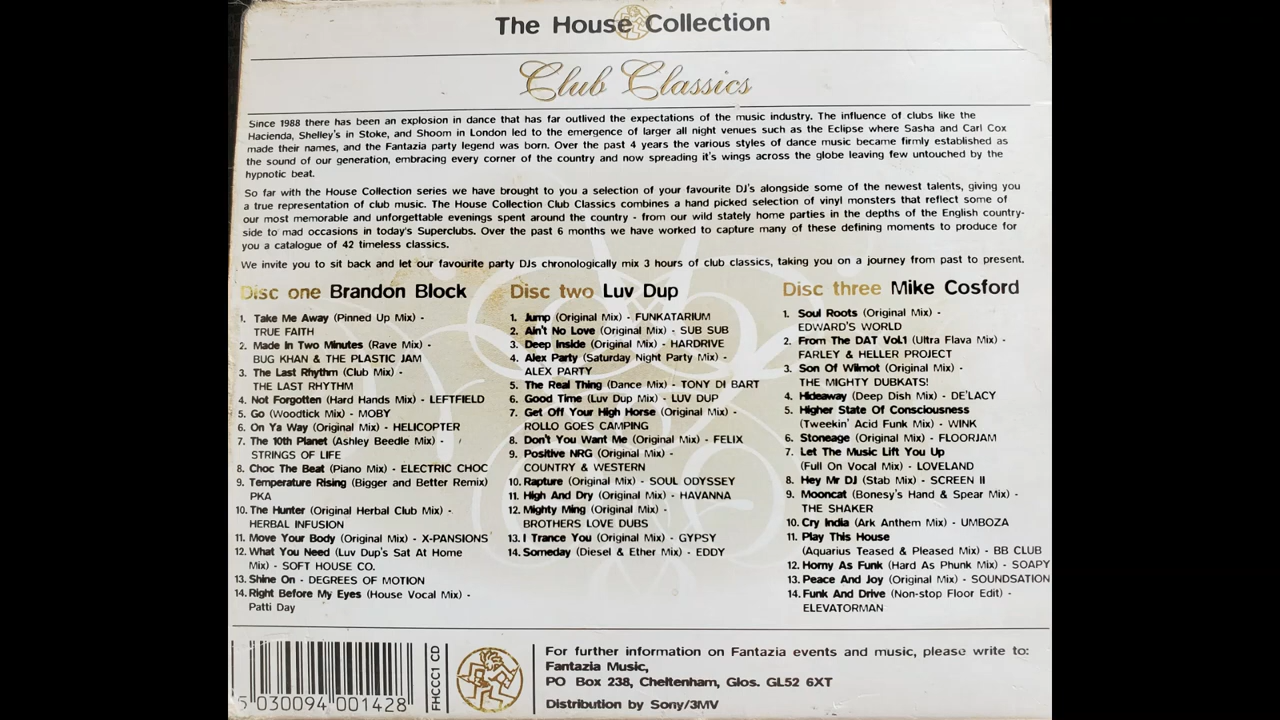 The House Collection
Club Classics
Since 1988 there has been an explosion in dance that has far outlived the expectations of the music industry. The influence of clubs like the
Hacienda, Shelley's in Stoke, and Shoom in London led to the emergence of larger all night venues such as the Eclipse where Sasha and Carl Cox
made their names, and the Fantazia party legend was born. Over the past 4 years the various styles of dance music became firmly established as
the sound of our generation, embracing every corner of the country and now spreading it's wings across the globe leaving few untouched by the
hypnotic beat.
So far with the House Collection series we have brought to you a selection of your favourite DJ's alongside some of the newest talents, giving you
a true representation of club music. The House Collection Club Classics combines a hand picked selection of vinyl monsters that reflect some of
our most memorable and unforgettable evenings spent around the country - from our wild stately home parties in the depths of the English country-
side to mad occasions in today's Superclubs. Over the past 6 months we have worked to capture many of these defining moments to produce for
you a catalogue of 42 timeless classics.
We invite you to sit back and let our favourite party DJs chronologically mix 3 hours of club classics, taking you on a journey from past to present.
Disc one Brandon Block
1. Take Me Away (Pinned Up Mix) -
TRUE FAITH
2. Made In Two Minutes (Rave Mix) -
BUG KHAN & THE PLASTIC JAM
3. The Last Rhythm (Club Mix) -
THE LAST RHYTHM
4. Not Forgotten (Hard Hands Mix) - LEFTFIELD
5. Go (Woodtick Mix) - MOBY
6. On Ya Way (Original Mix) - HELICOPTER
7. The 10th Planet (Ashley Beedle Mix) -
STRINGS OF LIFE
8. Choc The Beat (Piano Mix) - ELECTRIC CHOC
9. Temperature Rising (Bigger and Better Remix)
PKA
10. The Hunter (Original Herbal Club Mix) -
HERBAL INFUSION
11. Move Your Body (Original Mix) - X-PANSIONS
12. What You Need (Luv Dup's Sat At Home
Mix) - SOFT HOUSE CO.
13. Shine On - DEGREES OF MOTION
14. Right Before My Eyes (House Vocal Mix) -
Patti Day
Disc two Luv Dup
1. Jump (Original Mix) - FUNKATARIUM
2. Ain't No Love (Original Mix) - SUB SUB
3. Deep Inside (Original Mix) - HARDRIVE
4. Alex Party (Saturday Night Party Mix) -
ALEX PARTY
5. The Real Thing (Dance Mix) - TONY DI BART
6. Good Time (Luv Dup Mix) - LUV DUP
7. Get Off Your High Horse (Original Mix) -
ROLLO GOES CAMPING
8. Don't You Want Me (Original Mix) - FELIX
9. Positive NRG (Original Mix) -
COUNTRY & WESTERN
10. Rapture (Original Mix) - SOUL ODYSSEY
11. High And Dry (Original Mix) - HAVANNA
12. Mighty Ming (Original Mix) -
BROTHERS LOVE DUBS
13. I Trance You (Original Mix) - GYPSY
14. Someday (Diesel & Ether Mix) - EDDY
Disc three Mike Cosford
1. Soul Roots (Original Mix) -
EDWARD'S WORLD
2. From The DAT Vol.1 (Ultra Flava Mix) -
FARLEY & HELLER PROJECT
3. Son Of Wilmot (Original Mix) -
THE MIGHTY DUBKATS!
4. Hideaway (Deep Dish Mix) - DE'LACY
5. Higher State Of Consciousness
(Tweekin' Acid Funk Mix) - WINK
6. Stoneage (Original Mix) - FLOORJAM
7. Let The Music Lift You Up
(Full On Vocal Mix) - LOVELAND
8. Hey Mr DJ (Stab Mix) - SCREEN II
9. Mooncat (Bonesy's Hand & Spear Mix) -
THE SHAKER
10. Cry India (Ark Anthem Mix) - UMBOZA
11. Play This House
(Aquarius Teased & Pleased Mix) - BB CLUB
12. Horny As Funk (Hard As Phunk Mix) - SOAPY
13. Peace And Joy (Original Mix) - SOUNDSATION
14. Funk And Drive (Non-stop Floor Edit) -
ELEVATORMAN
5 030094 001428
FHCCC1 CD
For further information on Fantazia events and music, please write to:
Fantazia Music,
PO Box 238, Cheltenham, Glos. GL52 6XT
Distribution by Sony/3MV